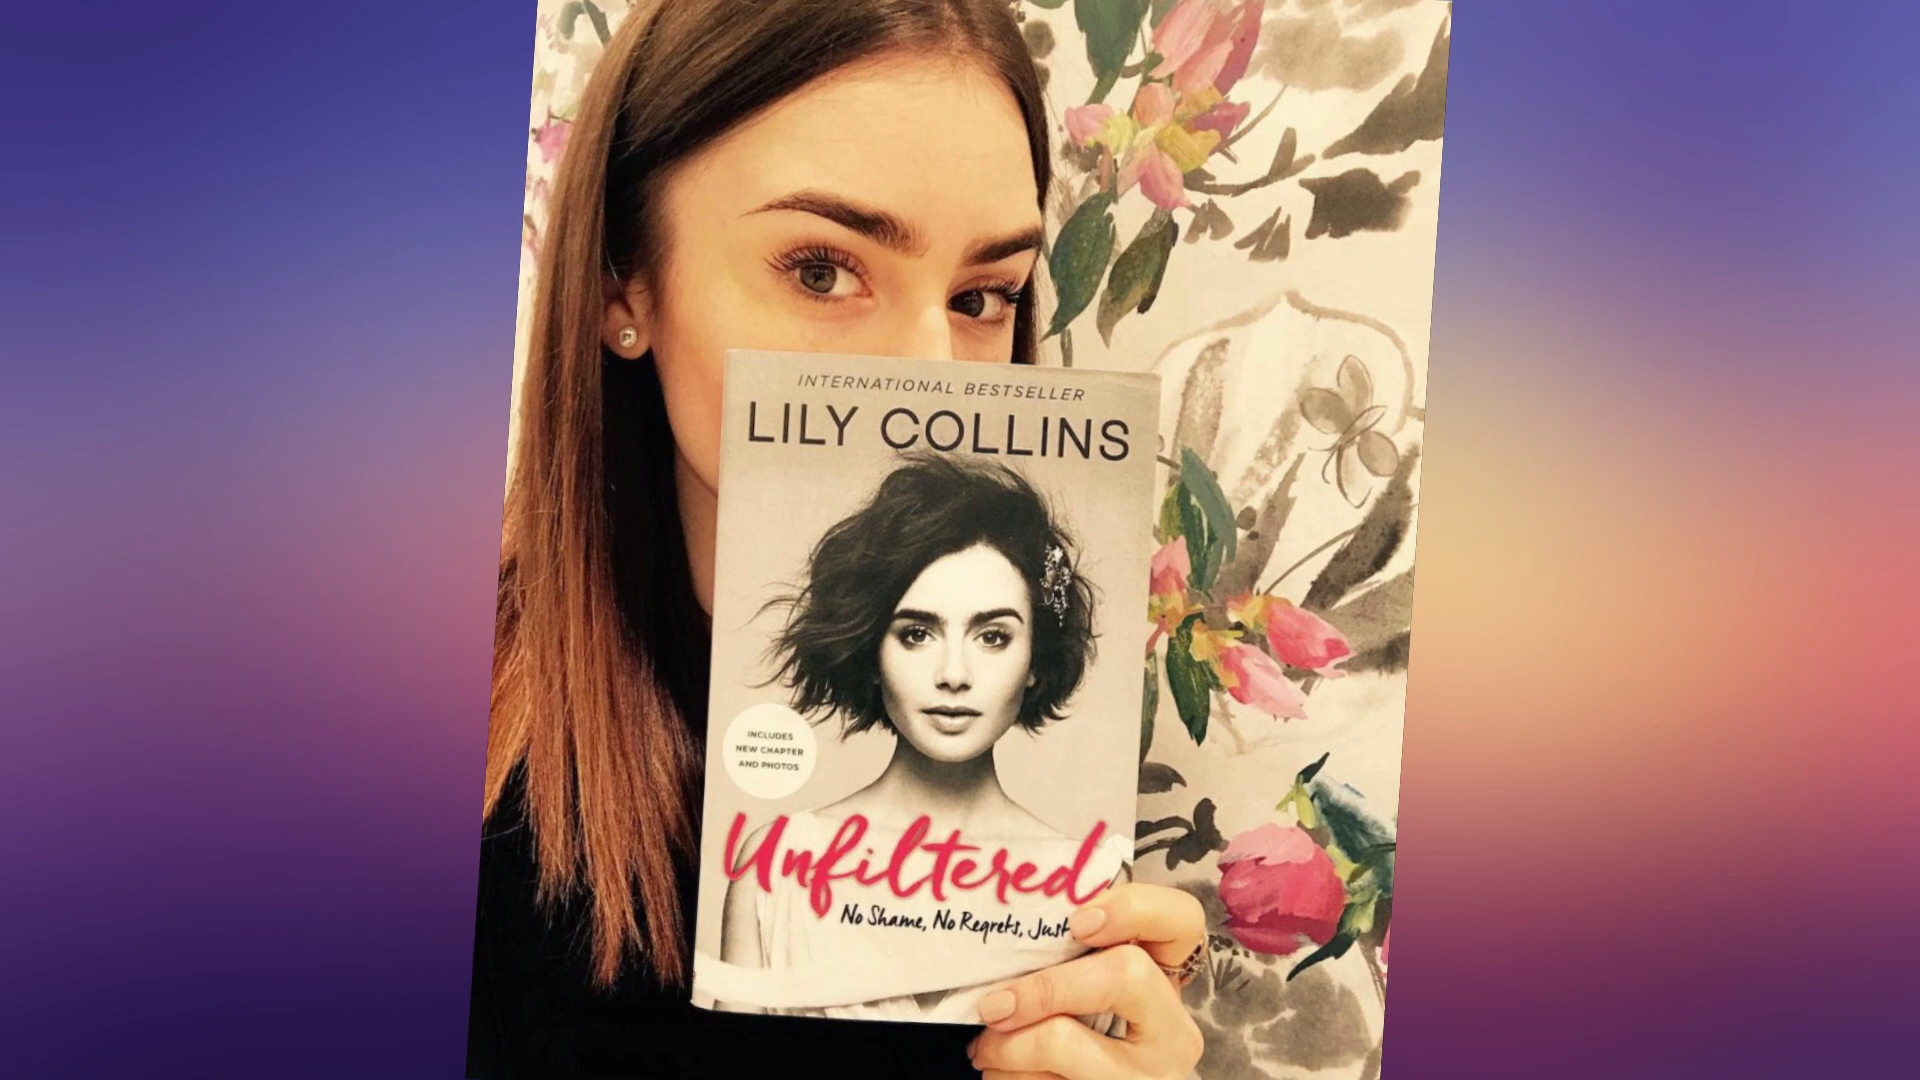 INTERNATIONAL BESTSELLER
LILY COLLINS
INCLUDES
NEW CHAPTER
AND PHOTOS
Unfiltered
No Shame, No Regrets, Just